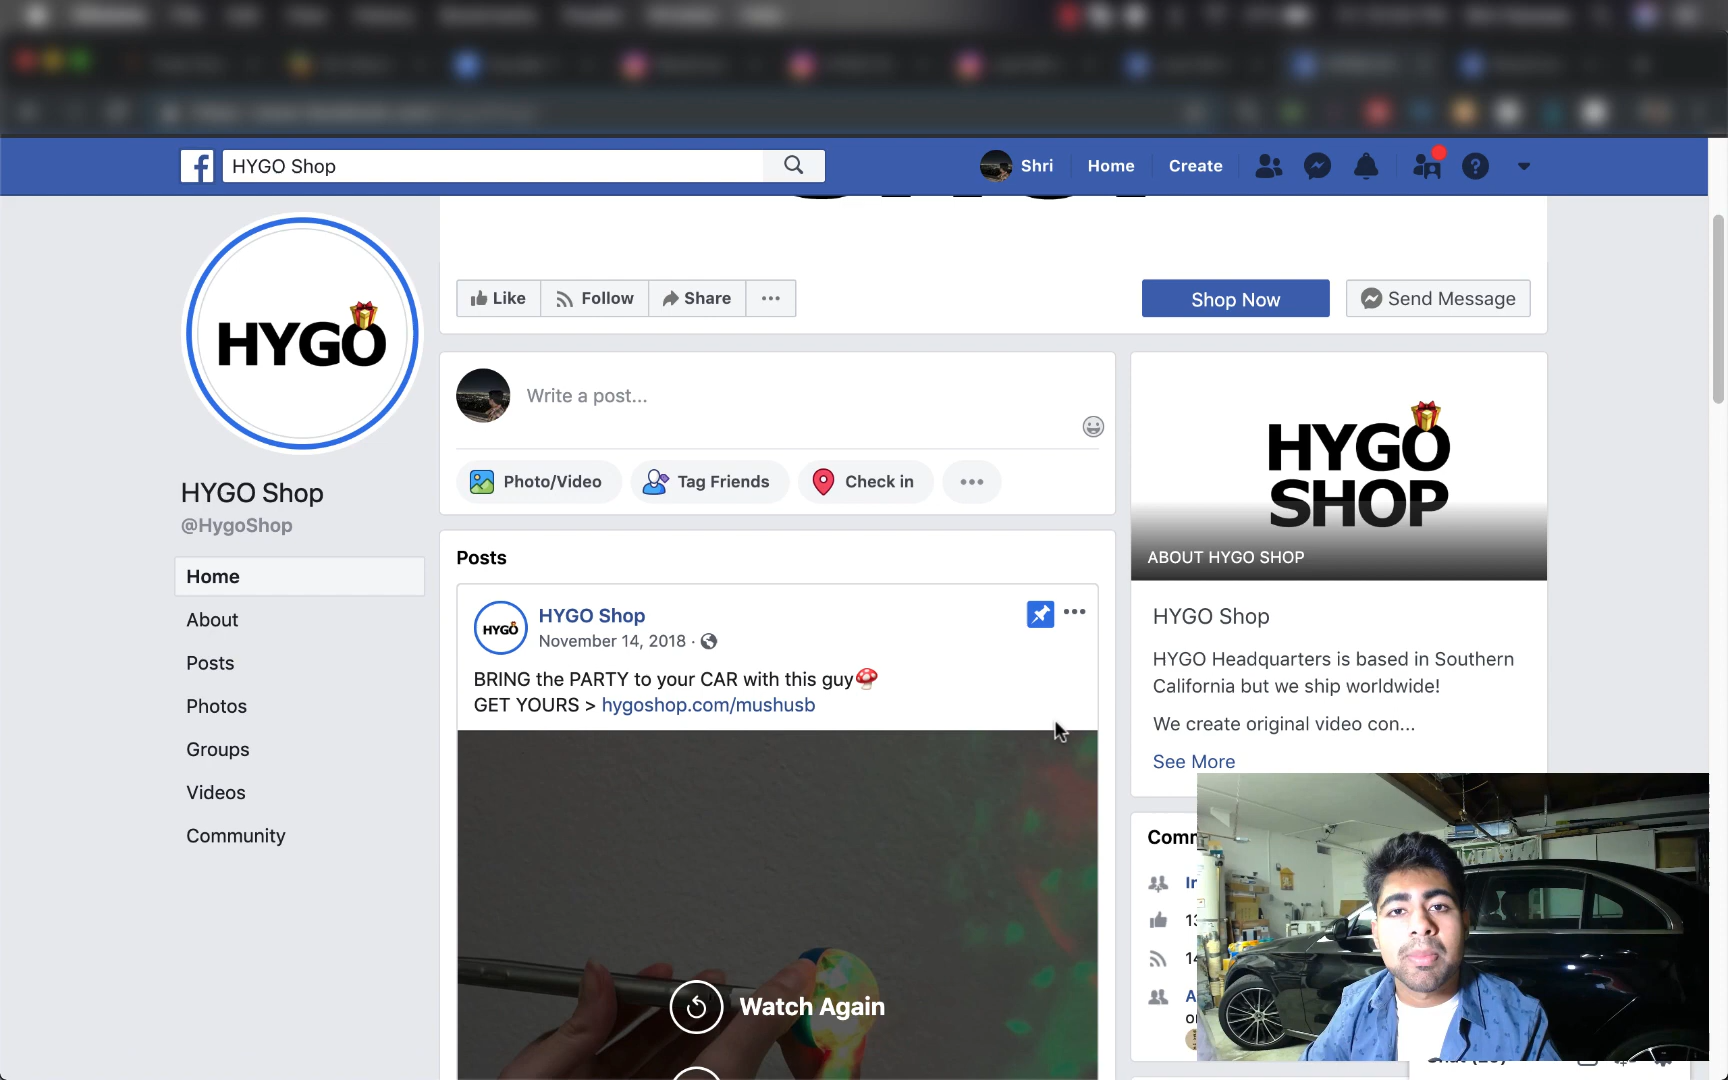 HYGO Shop
Shri
Home
Create
HYGO
HYGO Shop
@HygoShop
Home
About
Posts
Photos
Groups
Videos
Community
Like
Follow
Share
Shop Now
Send Message
Write a post...
Photo/Video
Tag Friends
Check in
Posts
HYGO
HYGO Shop
November 14, 2018 ·
BRING the PARTY to your CAR with this guy
GET YOURS > hygoshop.com/mushusb
Watch Again
HYGO
SHOP
ABOUT HYGO SHOP
HYGO Shop
HYGO Headquarters is based in Southern
California but we ship worldwide!
We create original video con...
See More